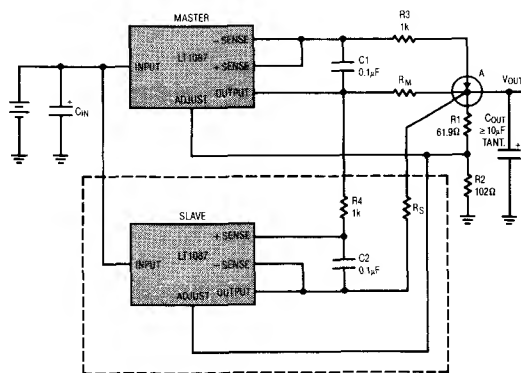 MASTER
− SENSE
+ SENSE
INPUT
LT1087
OUTPUT
ADJUST
R3
1k
C1
0.1µF
RM
A
VOUT
CIN
+
R1
61.9Ω
COUT
≥ 10µF
TANT.
+
R2
102Ω
R4
1k
RS
SLAVE
+ SENSE
INPUT
LT1087
− SENSE
OUTPUT
ADJUST
C2
0.1µF